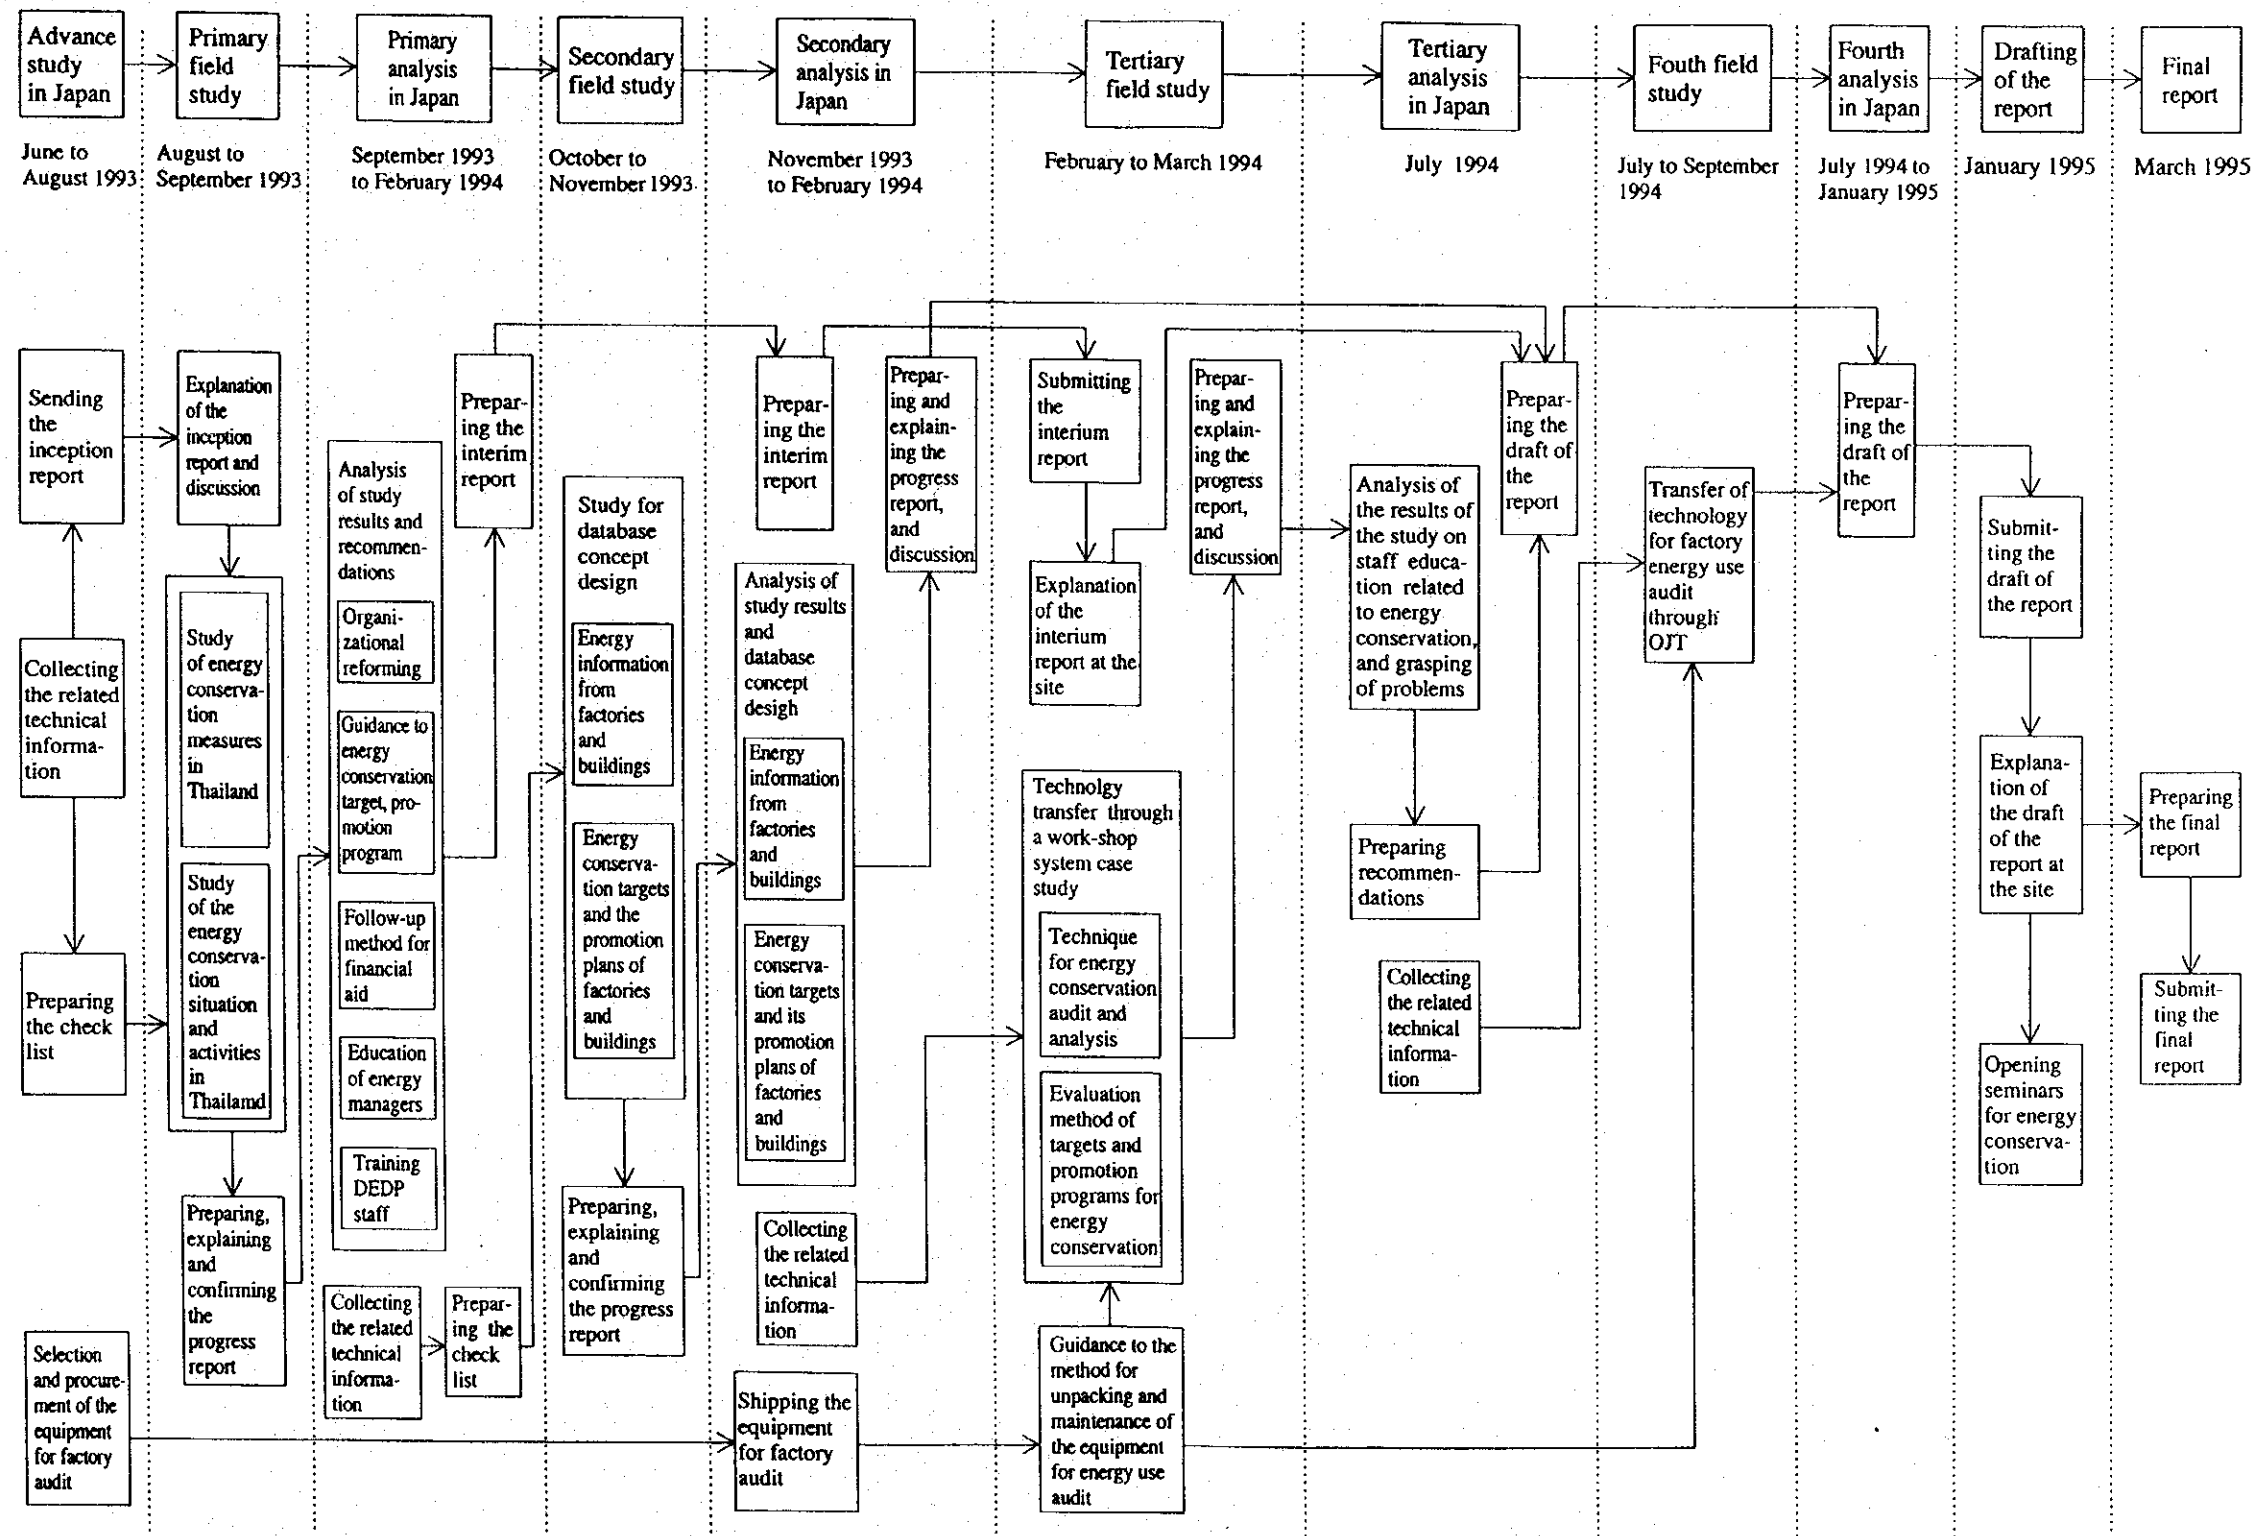 Advance
study
in Japan
Primary
field
study
Primary
analysis
in Japan
Secondary
field study
Secondary
analysis in
Japan
Tertiary
field study
Tertiary
analysis
in Japan
Fouth field
study
Fourth
analysis
in Japan
Drafting
of the
report
Final
report
June to
August 1993
August to
September 1993
September 1993
to February 1994
October to
November 1993
November 1993
to February 1994
February to March 1994
July 1994
July to September
1994
July 1994 to
January 1995
January 1995
March 1995
Sending
the
inception
report
Collecting
the related
technical
informa-
tion
Preparing
the check
list
Selection
and procure-
ment of the
equipment
for factory
audit
Explanation
of the
inception
report and
discussion
Study
of energy
conserva-
tion
measures
in
Thailand
Study
of the
energy
conserva-
tion
situation
and
activities
in
Thailamd
Preparing,
explaining
and
confirming
the
progress
report
Analysis
of study
results and
recommen-
dations
Organi-
zational
reforming
Guidance to
energy
conservation
target, pro-
motion
program
Follow-up
method for
financial
aid
Education
of energy
managers
Training
DEDP
staff
Collecting
the related
technical
informa-
tion
Prepar-
ing the
check
list
Prepar-
ing the
interim
report
Study for
database
concept
design
Energy
information
from
factories
and
buildings
Energy
conserva-
tion targets
and the
promotion
plans of
factories
and
buildings
Preparing,
explaining
and
confirming
the progress
report
Prepar-
ing the
interim
report
Prepar-
ing and
explain-
ing the
progress
report,
and
discussion
Analysis of
study results
and
database
concept
desigh
Energy
information
from
factories
and
buildings
Energy
conserva-
tion targets
and its
promotion
plans of
factories
and
buildings
Collecting
the related
technical
informa-
tion
Shipping the
equipment
for factory
audit
Submitting
the
interium
report
Explanation
of the
interium
report at the
site
Prepar-
ing and
explain-
ing the
progress
report,
and
discussion
Technolgy
transfer through
a work-shop
system case
study
Technique
for energy
conservation
audit and
analysis
Evaluation
method of
targets and
promotion
programs for
energy
conservation
Guidance to the
method for
unpacking and
maintenance of
the equipment
for energy use
audit
Analysis of
the results of
the study on
staff educa-
tion related
to energy
conservation,
and grasping
of problems
Preparing
recommen-
dations
Collecting
the related
technical
informa-
tion
Prepar-
ing the
draft of
the
report
Transfer of
technology
for factory
energy use
audit
through
OJT
Prepar-
ing the
draft of
the
report
Submit-
ting the
draft of
the report
Explana-
tion of
the draft
of the
report at
the site
Opening
seminars
for energy
conserva-
tion
Preparing
the final
report
Submit-
ting the
final
report